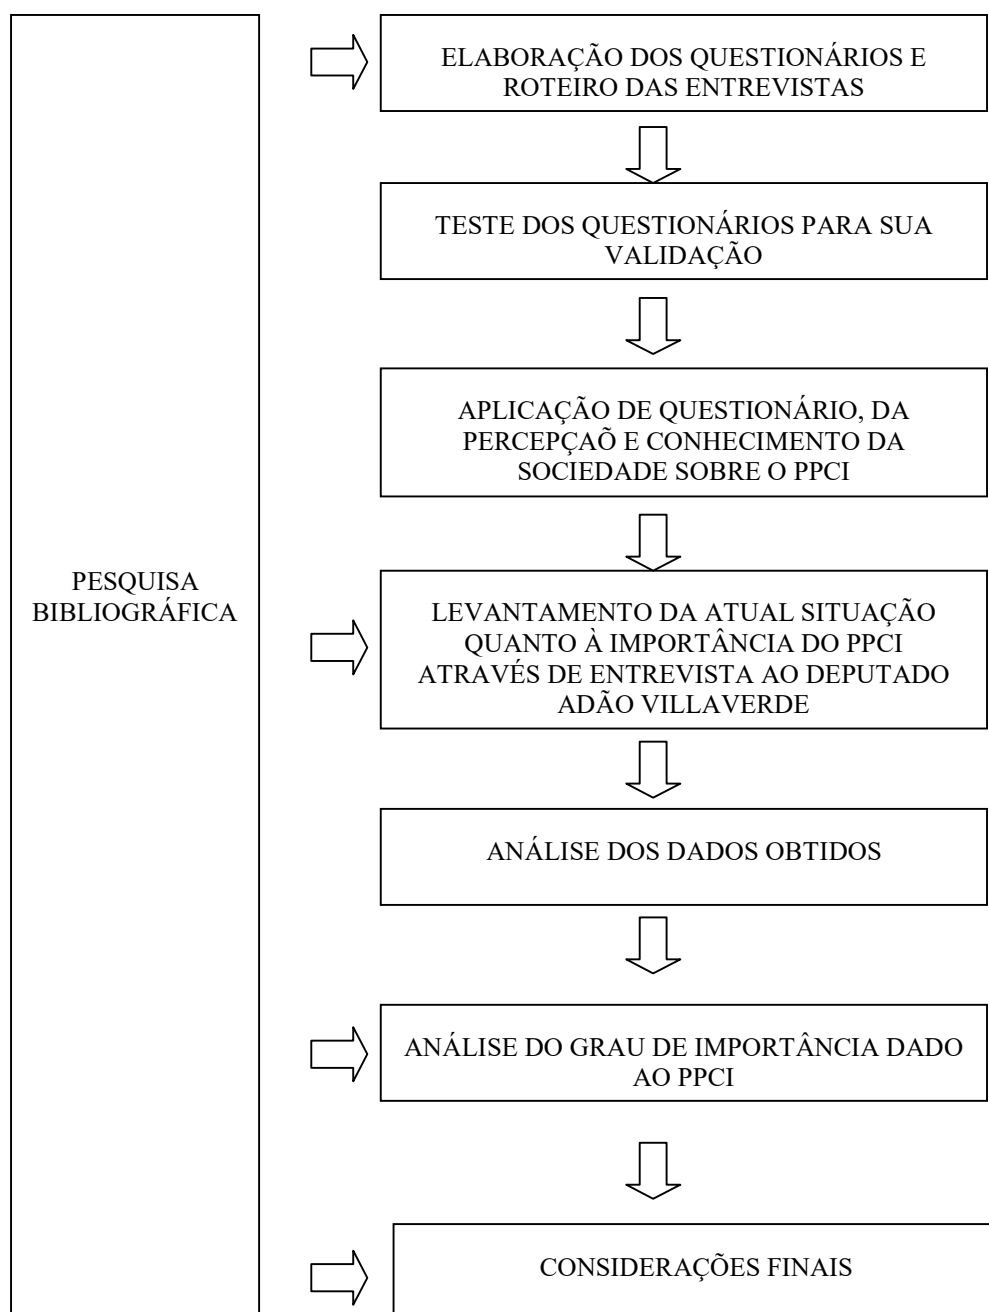 PESQUISA
BIBLIOGRÁFICA
ELABORAÇÃO DOS QUESTIONÁRIOS E
ROTEIRO DAS ENTREVISTAS
TESTE DOS QUESTIONÁRIOS PARA SUA
VALIDAÇÃO
APLICAÇÃO DE QUESTIONÁRIO, DA
PERCEPÇAÕ E CONHECIMENTO DA
SOCIEDADE SOBRE O PPCI
LEVANTAMENTO DA ATUAL SITUAÇÃO
QUANTO À IMPORTÂNCIA DO PPCI
ATRAVÉS DE ENTREVISTA AO DEPUTADO
ADÃO VILLAVERDE
ANÁLISE DOS DADOS OBTIDOS
ANÁLISE DO GRAU DE IMPORTÂNCIA DADO
AO PPCI
CONSIDERAÇÕES FINAIS